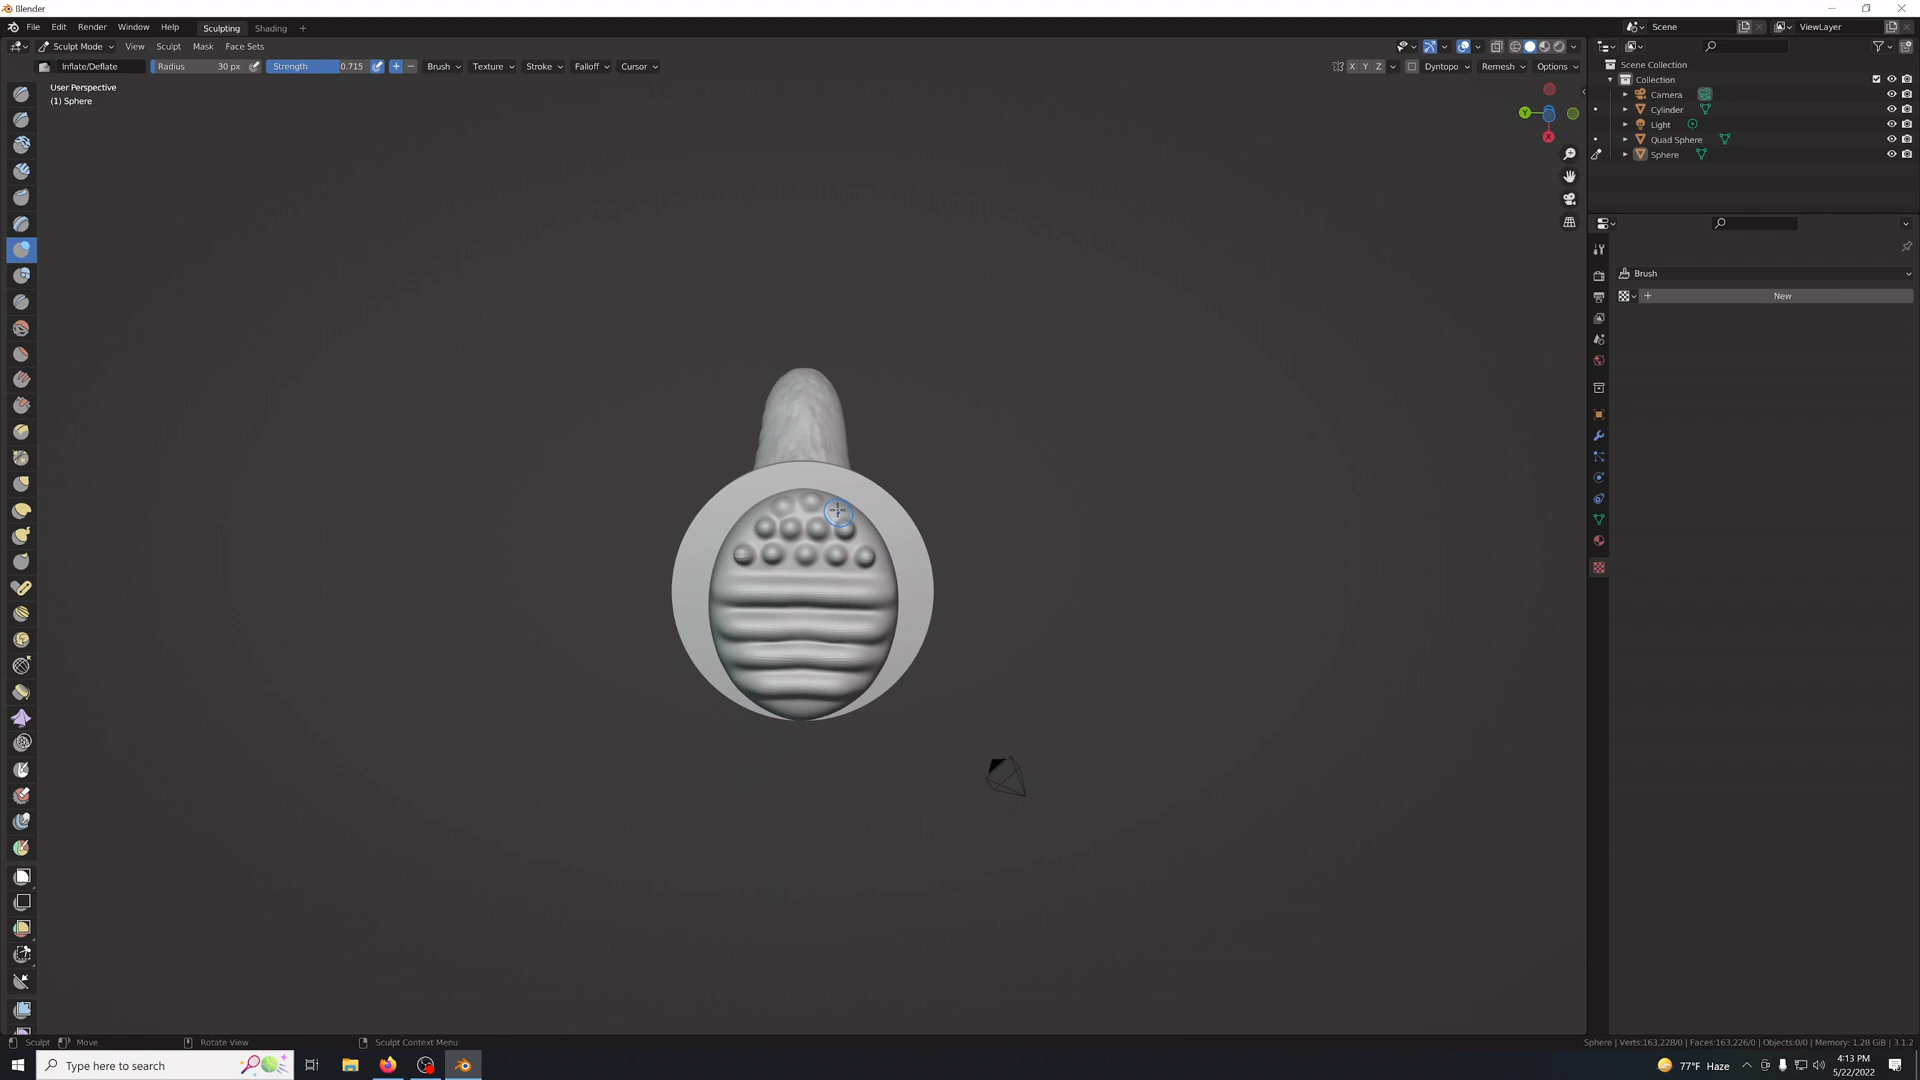 Blender
File Edit Render Window Help Sculpting Shading + Scene ViewLayer
Sculpt Mode View Sculpt Mask Face Sets
Inflate/Deflate Radius 30 px Strength 0.715 + − Brush Texture Stroke Falloff Cursor X Y Z Dyntopo Remesh Options
User Perspective
(1) Sphere
Y
X
Scene Collection
Collection
Camera
Cylinder
Light
Quad Sphere
Sphere
Brush
+ New
Sculpt Move Rotate View Sculpt Context Menu Sphere | Verts:163,228/0 | Faces:163,226/0 | Objects:0/0 | Memory: 1.28 GiB | 3.1.2
Type here to search 77°F Haze 4:13 PM
5/22/2022